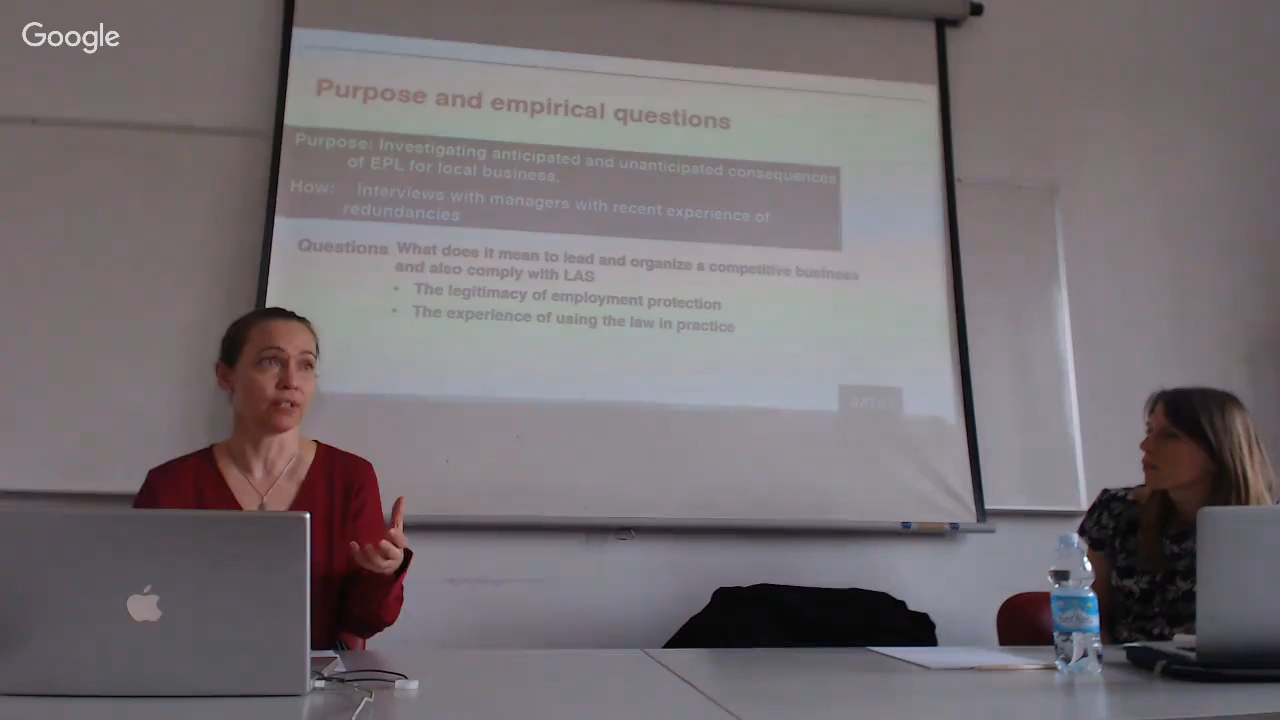 Google
Purpose and empirical questions
Purpose: Investigating anticipated and unanticipated consequences
of EPL for local business.
How: Interviews with managers with recent experience of
redundancies
Questions What does it mean to lead and organize a competitive business
and also comply with LAS
• The legitimacy of employment protection
• The experience of using the law in practice